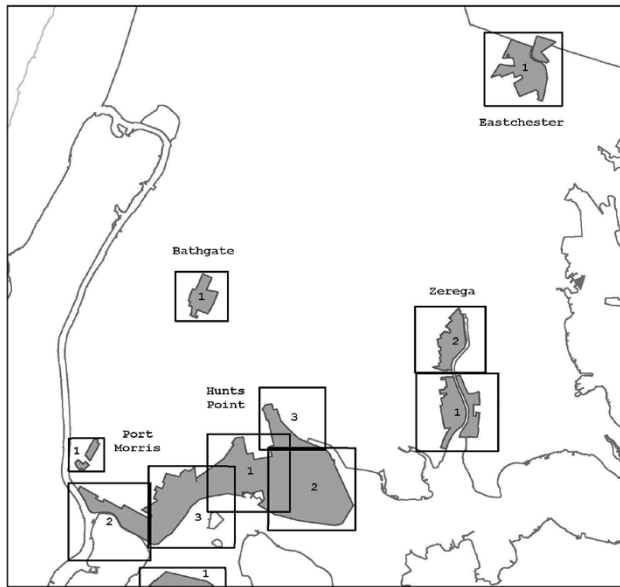 1
Eastchester
Bathgate
1
Zerega
2
1
Hunts
Point
3
1
2
Port
Morris
1
2
3
1